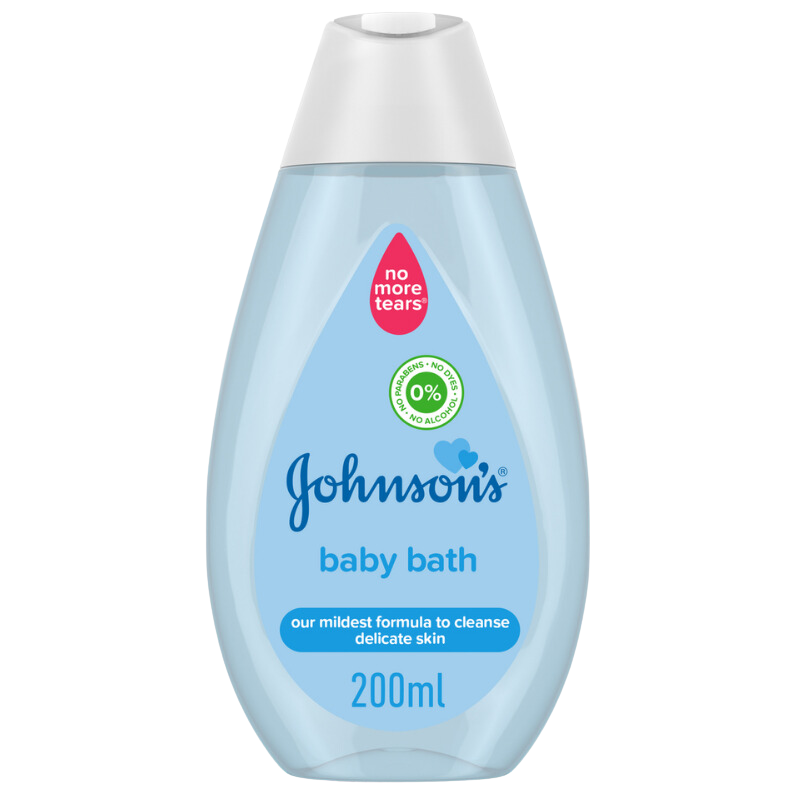 no
more
tears®
NO PARABENS • NO DYES • NO ALCOHOL •
0%
Johnson's®
baby bath
our mildest formula to cleanse
delicate skin
200ml